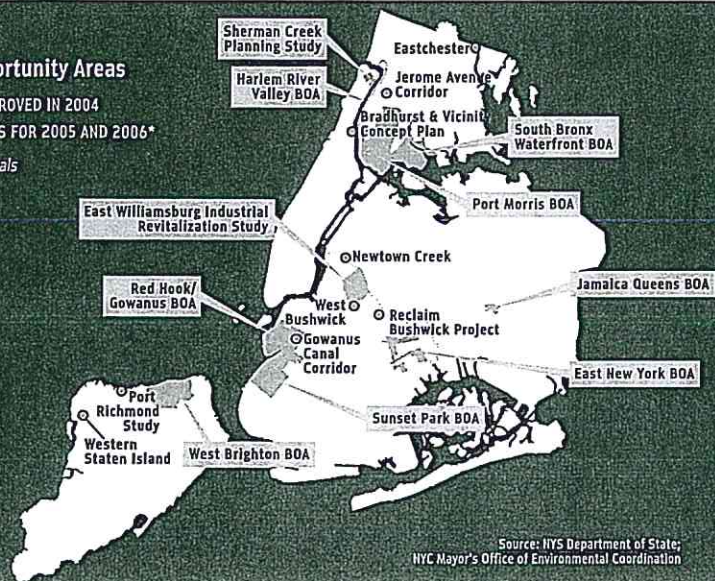 ortunity Areas
ROVED IN 2004
S FOR 2005 AND 2006*
als
Sherman Creek
Planning Study
Eastchester
Harlem River
Valley BOA
Jerome Avenue
Corridor
Bradhurst & Vicinity
Concept Plan
South Bronx
Waterfront BOA
Port Morris BOA
East Williamsburg Industrial
Revitalization Study
Newtown Creek
Red Hook/
Gowanus BOA
Jamaica Queens BOA
West
Bushwick
Reclaim
Bushwick Project
Gowanus
Canal
Corridor
East New York BOA
Port
Richmond
Study
Sunset Park BOA
Western
Staten Island
West Brighton BOA
Source: NYS Department of State;
NYC Mayor's Office of Environmental Coordination